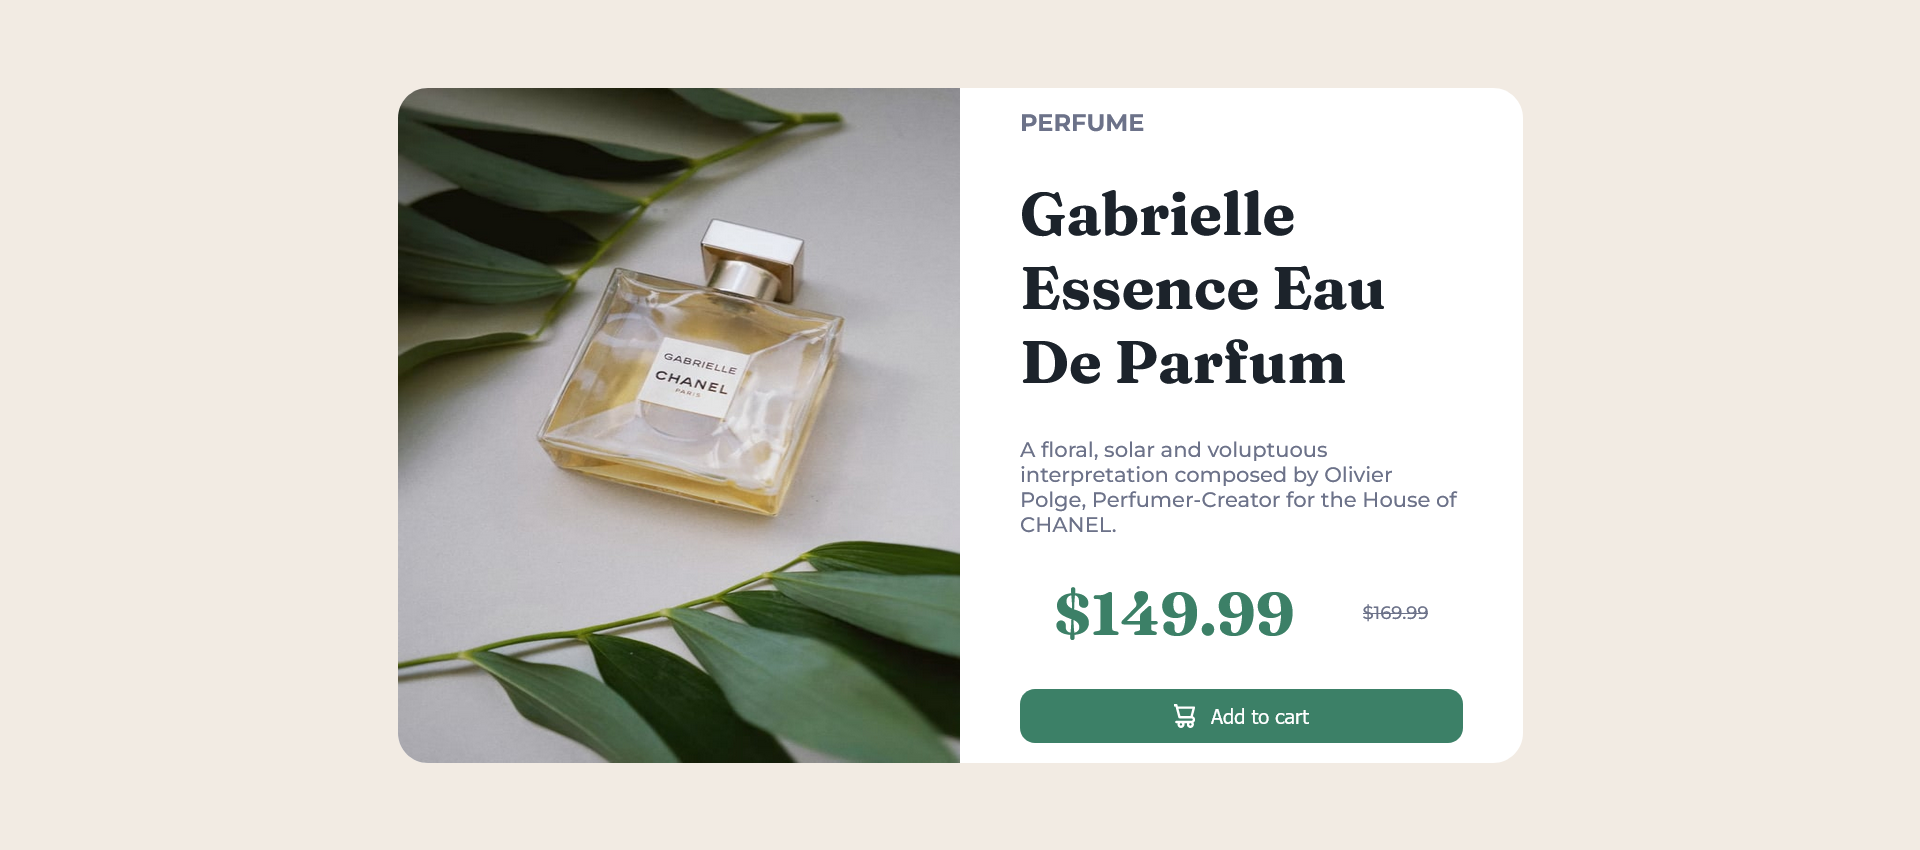 GABRIELLE
CHANEL
PARIS
PERFUME
Gabrielle
Essence Eau
De Parfum
A floral, solar and voluptuous
interpretation composed by Olivier
Polge, Perfumer-Creator for the House of
CHANEL.
$149.99 $169.99
Add to cart